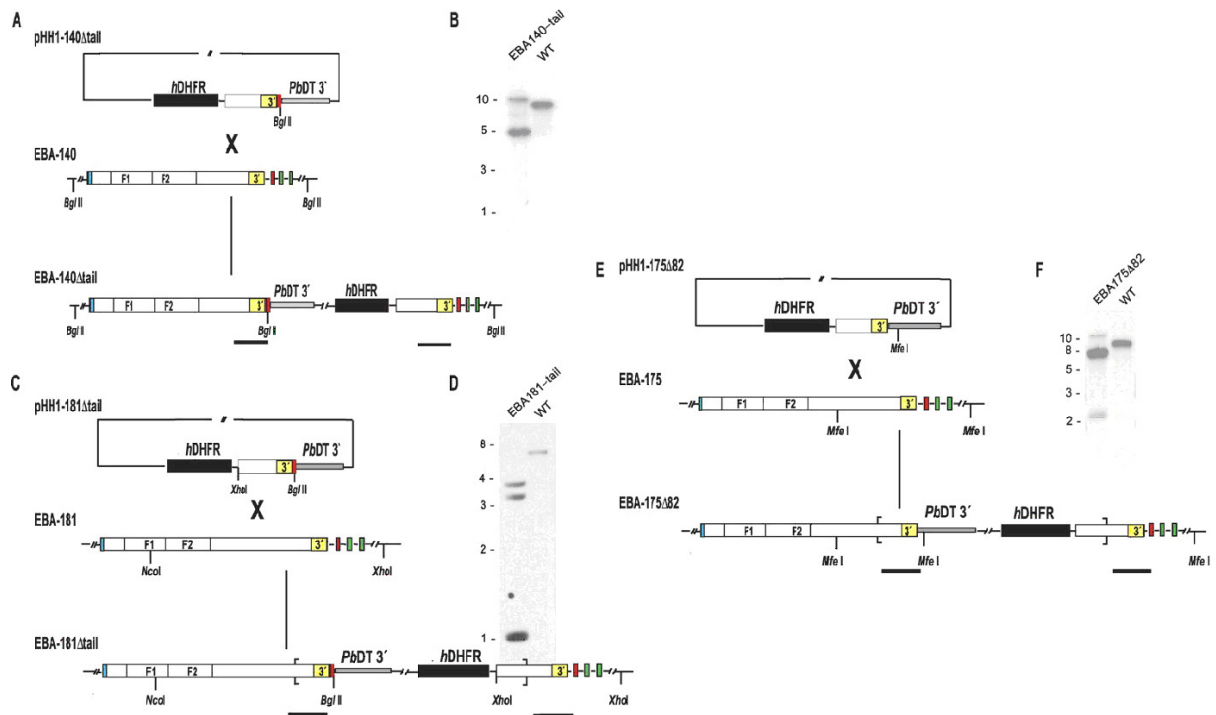 A
pHH1-140Δtail
hDHFR
3′
PbDT 3′
Bgl II
X
EBA-140
F1
F2
3′
Bgl II
Bgl II
EBA-140Δtail
F1
F2
3′
PbDT 3′
hDHFR
3′
Bgl II
Bgl II
Bgl II
B
EBA140-tail
WT
10 -
5 -
3 -
1 -
C
pHH1-181Δtail
hDHFR
3′
PbDT 3′
XhoI
Bgl II
X
EBA-181
F1
F2
3′
NcoI
XhoI
EBA-181Δtail
F1
F2
3′
PbDT 3′
hDHFR
3′
NcoI
Bgl II
XhoI
XhoI
D
EBA181-tail
WT
8 -
4 -
3 -
2 -
1 -
E
pHH1-175Δ82
hDHFR
3′
PbDT 3′
Mfe I
X
EBA-175
F1
F2
3′
Mfe I
Mfe I
EBA-175Δ82
F1
F2
3′
PbDT 3′
hDHFR
3′
Mfe I
Mfe I
Mfe I
F
EBA175Δ82
WT
10 -
8 -
5 -
3 -
2 -